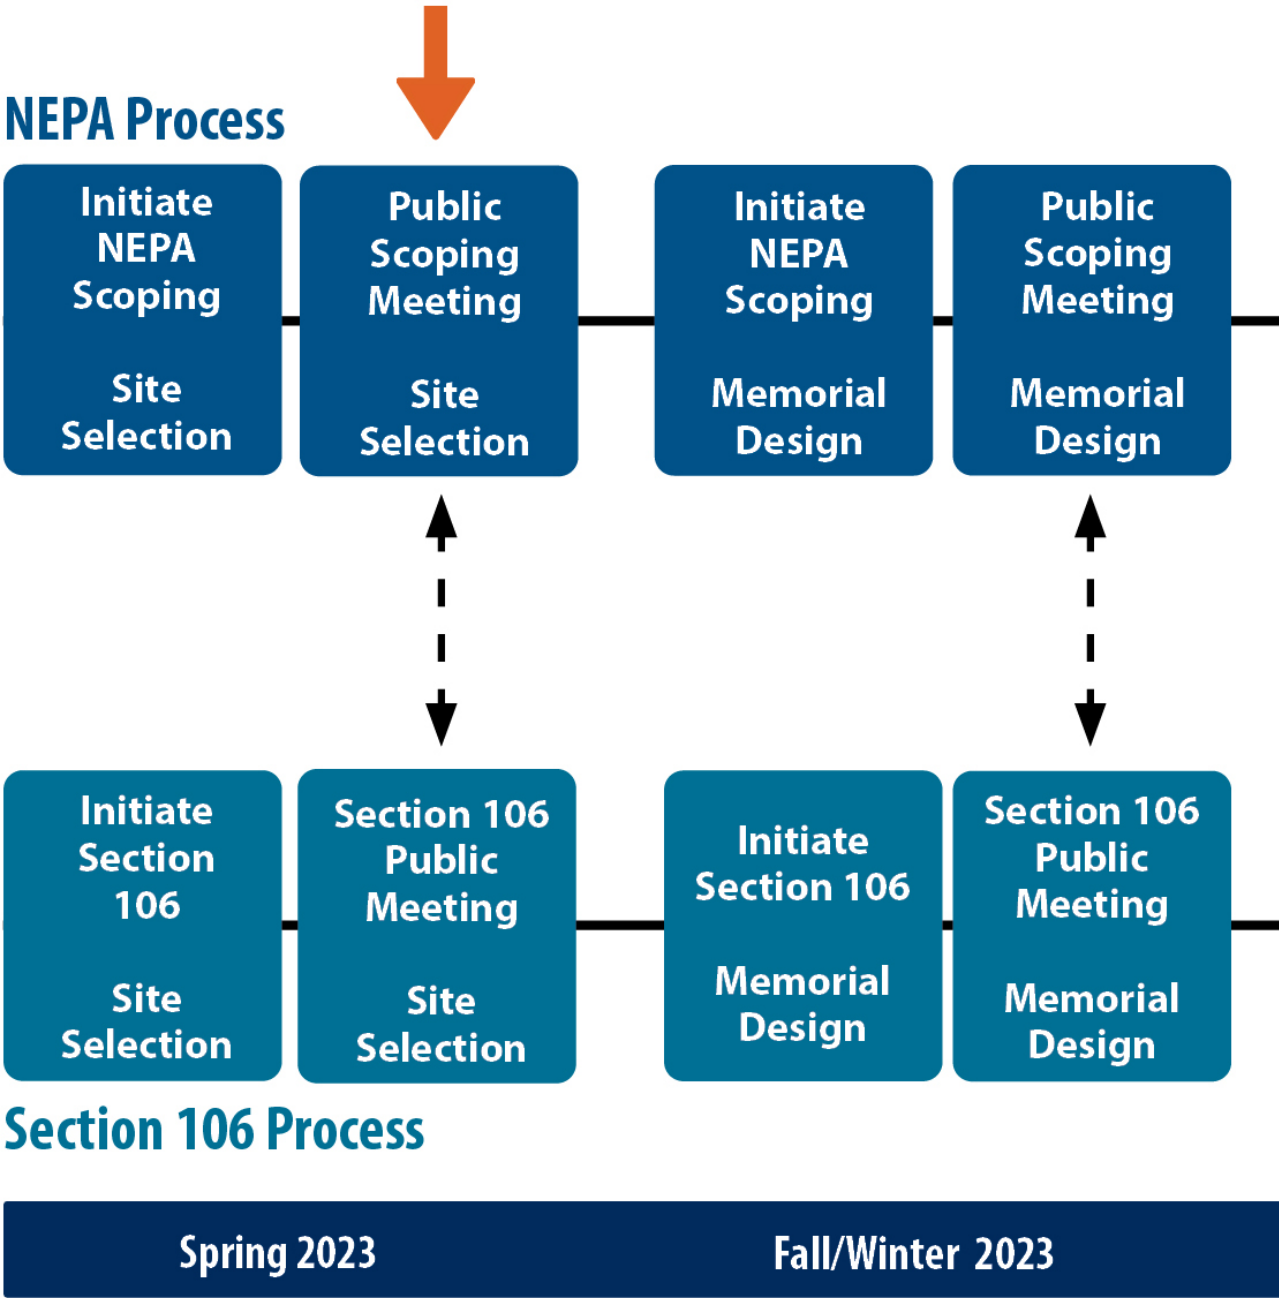 NEPA Process
Initiate
NEPA
Scoping
Site
Selection
Public
Scoping
Meeting
Site
Selection
Initiate
NEPA
Scoping
Memorial
Design
Public
Scoping
Meeting
Memorial
Design
Initiate
Section
106
Site
Selection
Section 106
Public
Meeting
Site
Selection
Initiate
Section 106
Memorial
Design
Section 106
Public
Meeting
Memorial
Design
Section 106 Process
Spring 2023
Fall/Winter 2023